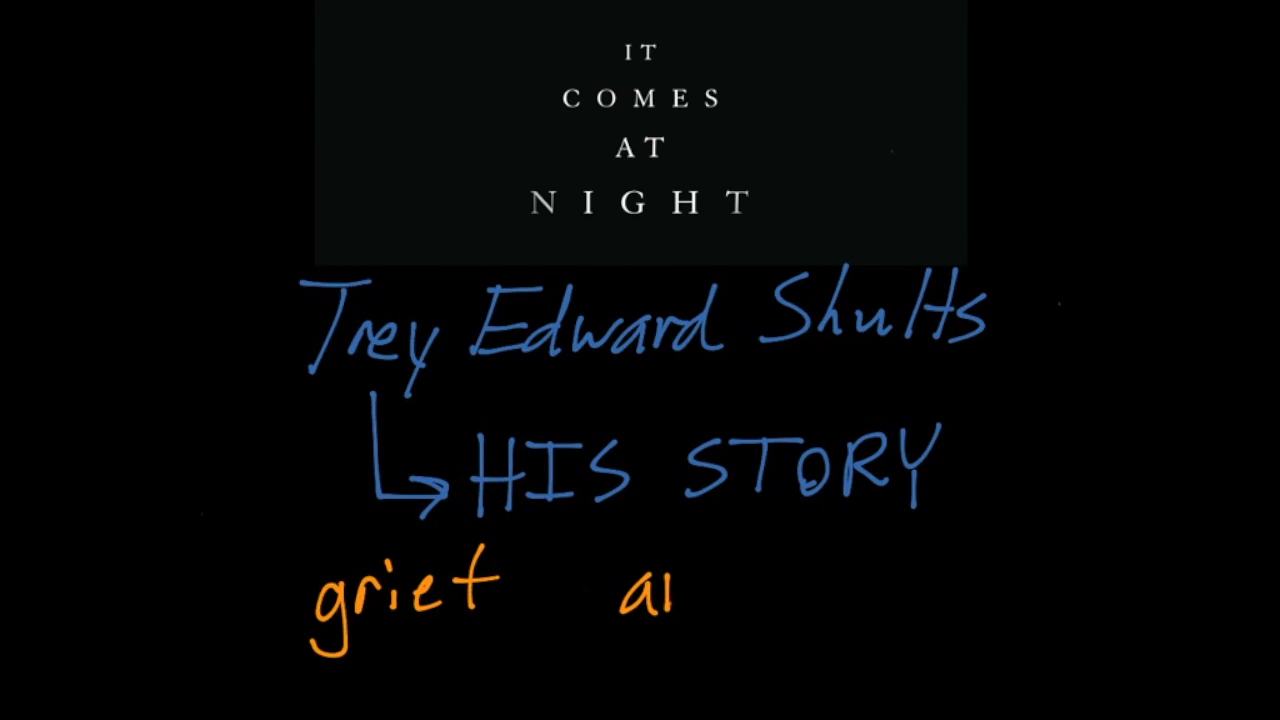 IT
COMES
AT
NIGHT
Trey Edward Shults
HIS STORY
grief a